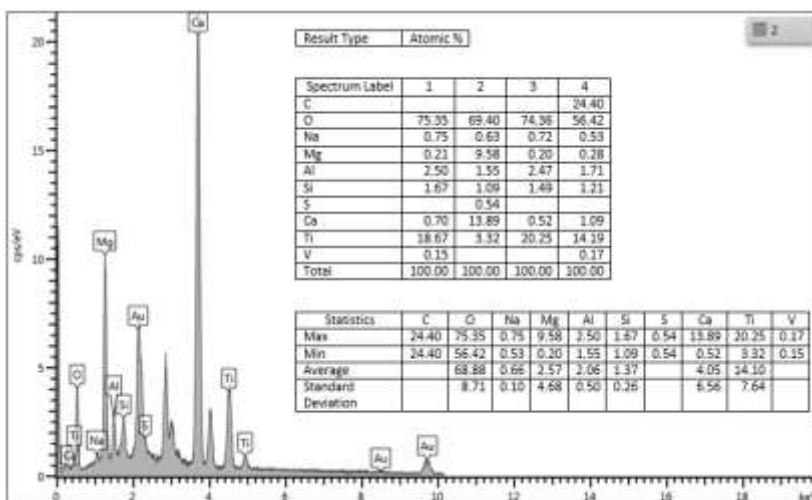 Ca
2
20
Result Type Atomic %
Spectrum Label 1 2 3 4
C 24.40
O 75.35 69.40 74.36 56.42
Na 0.75 0.63 0.72 0.53
Mg 0.21 9.58 0.20 0.28
Al 2.50 1.55 2.47 1.71
Si 1.67 1.09 1.49 1.21
S 0.54
Ca 0.70 13.89 0.52 1.09
Ti 18.67 3.32 20.25 14.19
V 0.15 0.17
Total 100.00 100.00 100.00 100.00
15
cps/eV
Mg
10
Au
Statistics C O Na Mg Al Si S Ca Ti V
Max 24.40 75.35 0.75 9.58 2.50 1.67 0.54 13.89 20.25 0.17
Min 24.40 56.42 0.53 0.20 1.55 1.09 0.54 0.52 3.32 0.15
Average 68.88 0.66 2.57 2.06 1.37 4.05 14.10
Standard Deviation 8.71 0.10 4.68 0.50 0.26 6.56 7.64
5
O Al Ti
Si
Ti Na S Ti
Ca Au Au
0
0 2 4 6 8 10 12 14 16 18